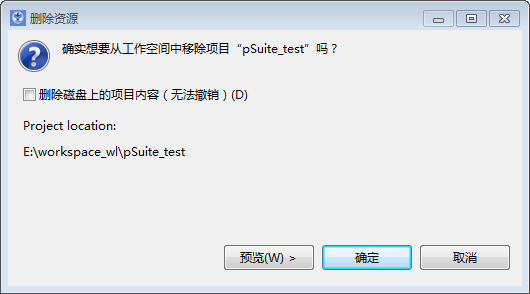 删除资源
确实想要从工作空间中移除项目“pSuite_test”吗？
删除磁盘上的项目内容（无法撤销）(D)
Project location:
E:\workspace_wl\pSuite_test
预览(W) >
确定
取消